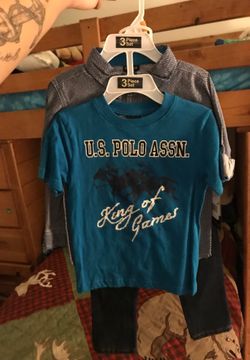 3 Piece
Set
3 Piece
Set
U.S. POLO ASSN.
King of
Games